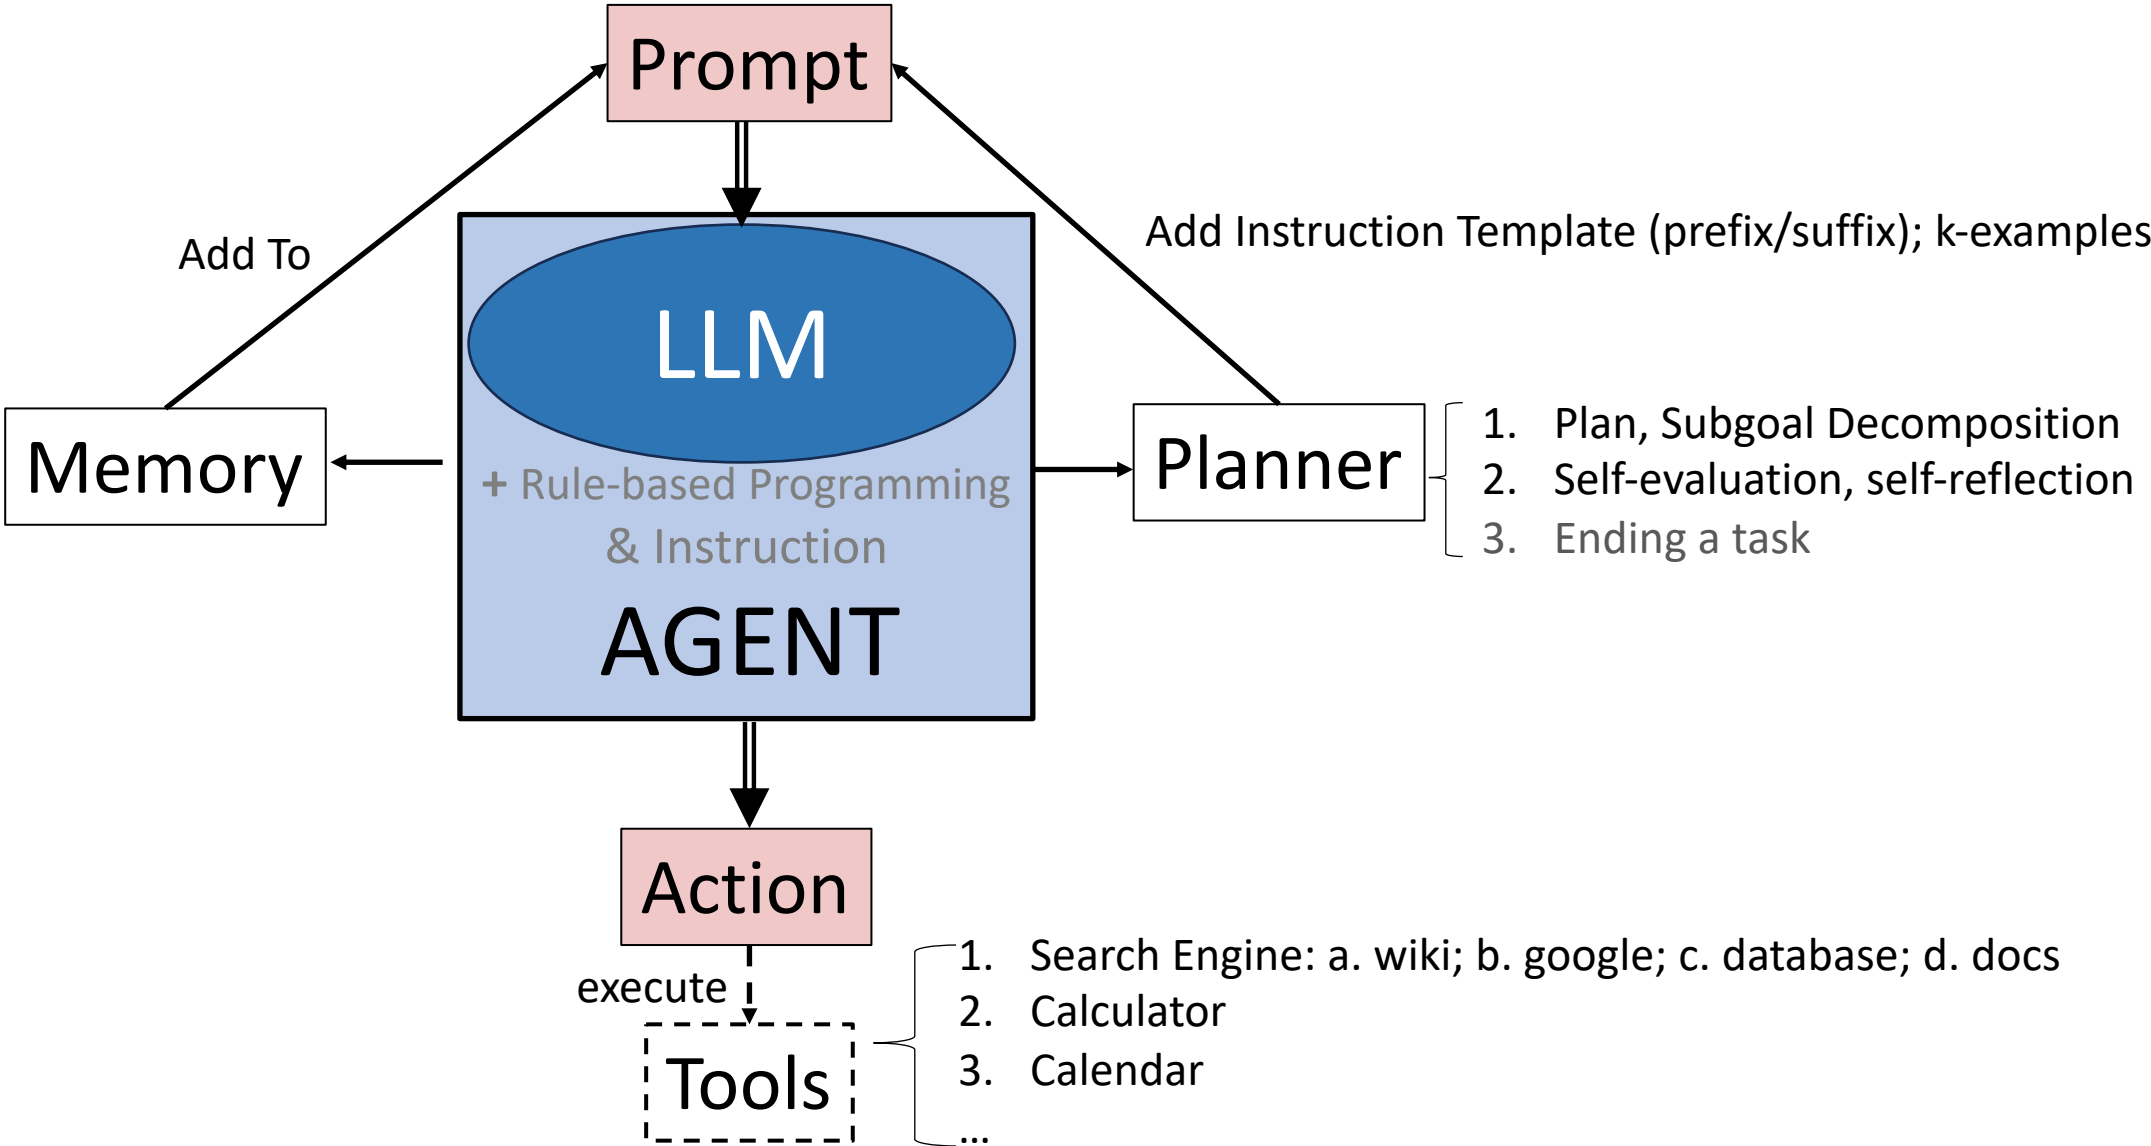 Prompt
Add To
Add Instruction Template (prefix/suffix); k-examples
LLM
Memory
+ Rule-based Programming
& Instruction
AGENT
Planner
1. Plan, Subgoal Decomposition
2. Self-evaluation, self-reflection
3. Ending a task
Action
execute
Tools
1. Search Engine: a. wiki; b. google; c. database; d. docs
2. Calculator
3. Calendar
...